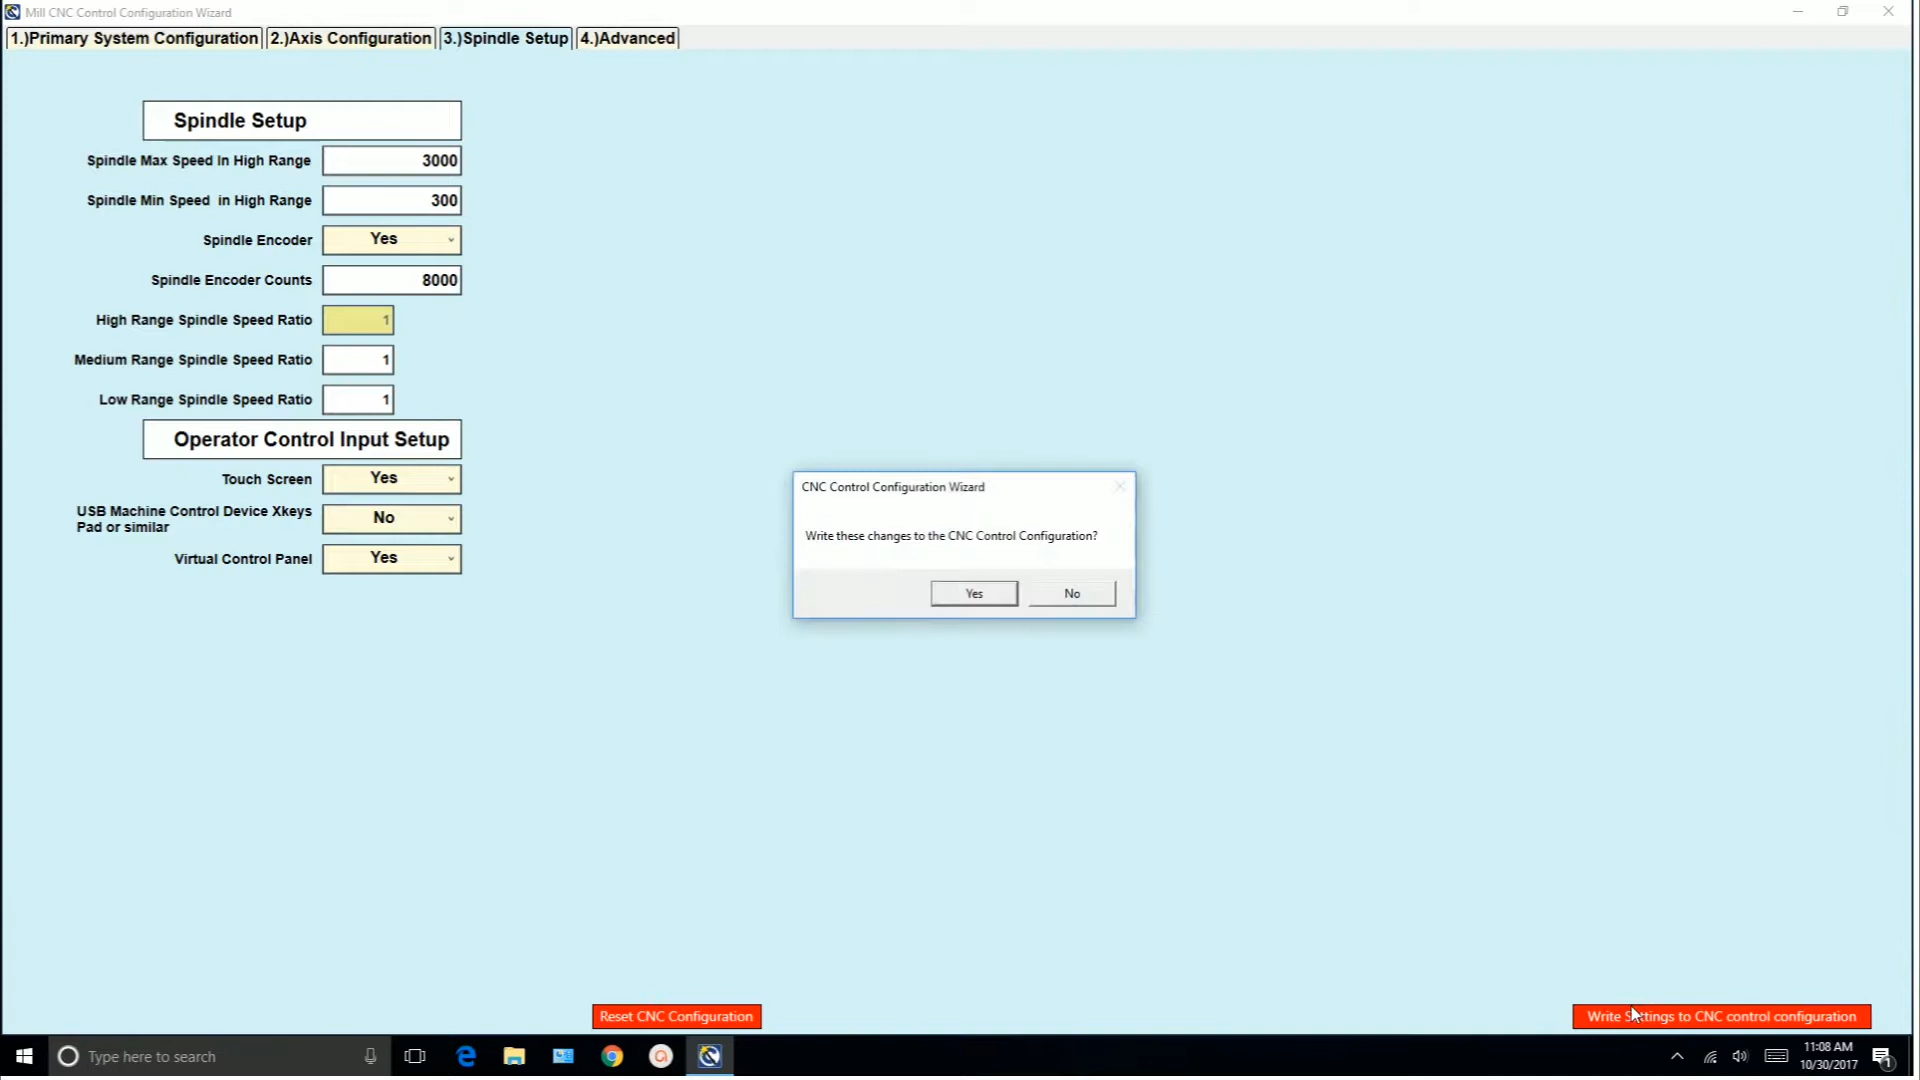 Mill CNC Control Configuration Wizard
1.)Primary System Configuration 2.)Axis Configuration 3.)Spindle Setup 4.)Advanced
Spindle Setup
Spindle Max Speed In High Range 3000
Spindle Min Speed in High Range 300
Spindle Encoder Yes
Spindle Encoder Counts 8000
High Range Spindle Speed Ratio 1
Medium Range Spindle Speed Ratio 1
Low Range Spindle Speed Ratio 1
Operator Control Input Setup
Touch Screen Yes
USB Machine Control Device Xkeys
Pad or similar No
Virtual Control Panel Yes
CNC Control Configuration Wizard
Write these changes to the CNC Control Configuration?
Yes No
Reset CNC Configuration
Write Settings to CNC control configuration
Type here to search
11:08 AM
10/30/2017
1